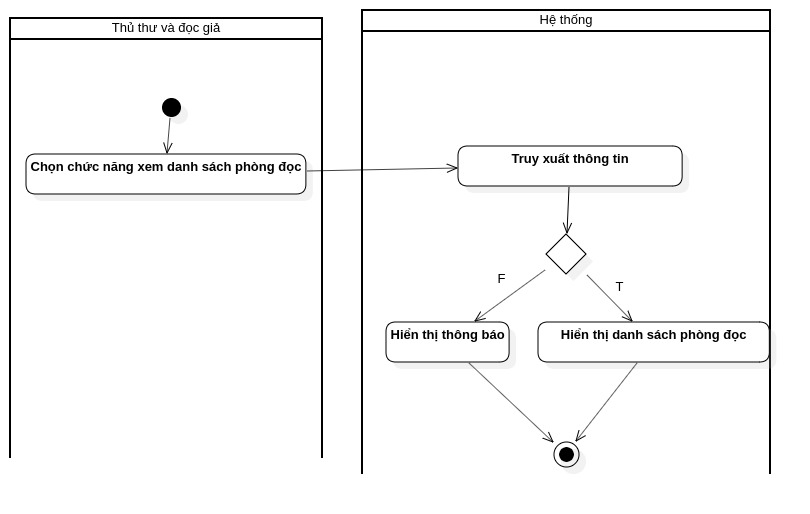 Thủ thư và đọc giả
Hệ thống
Chọn chức năng xem danh sách phòng đọc
Truy xuất thông tin
F
T
Hiển thị thông báo
Hiển thị danh sách phòng đọc